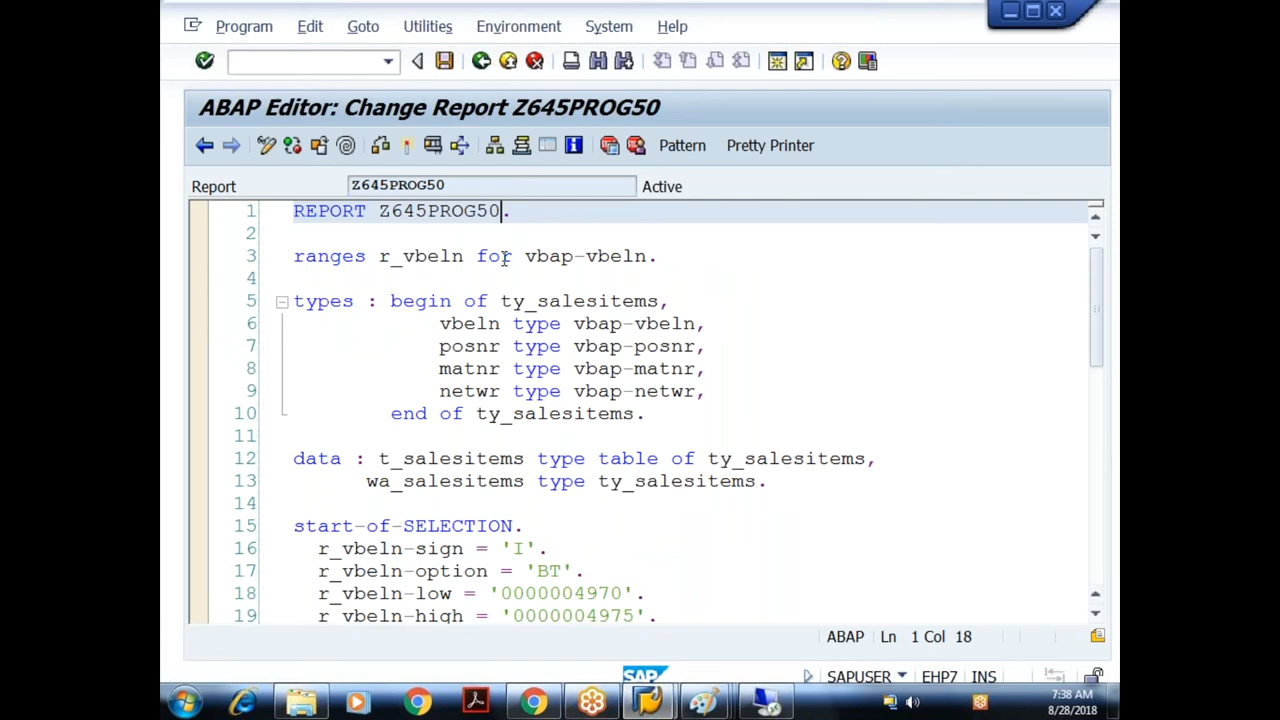 Program Edit Goto Utilities Environment System Help
ABAP Editor: Change Report Z645PROG50
Pattern Pretty Printer
Report Z645PROG50 Active
1 REPORT Z645PROG50.
2
3 ranges r_vbeln for vbap-vbeln.
4
5 types : begin of ty_salesitems,
6 vbeln type vbap-vbeln,
7 posnr type vbap-posnr,
8 matnr type vbap-matnr,
9 netwr type vbap-netwr,
10 end of ty_salesitems.
11
12 data : t_salesitems type table of ty_salesitems,
13 wa_salesitems type ty_salesitems.
14
15 start-of-SELECTION.
16 r_vbeln-sign = 'I'.
17 r_vbeln-option = 'BT'.
18 r_vbeln-low = '0000004970'.
19 r_vbeln-high = '0000004975'.
ABAP Ln 1 Col 18
SAP SAPUSER EHP7 INS
7:38 AM
8/28/2018